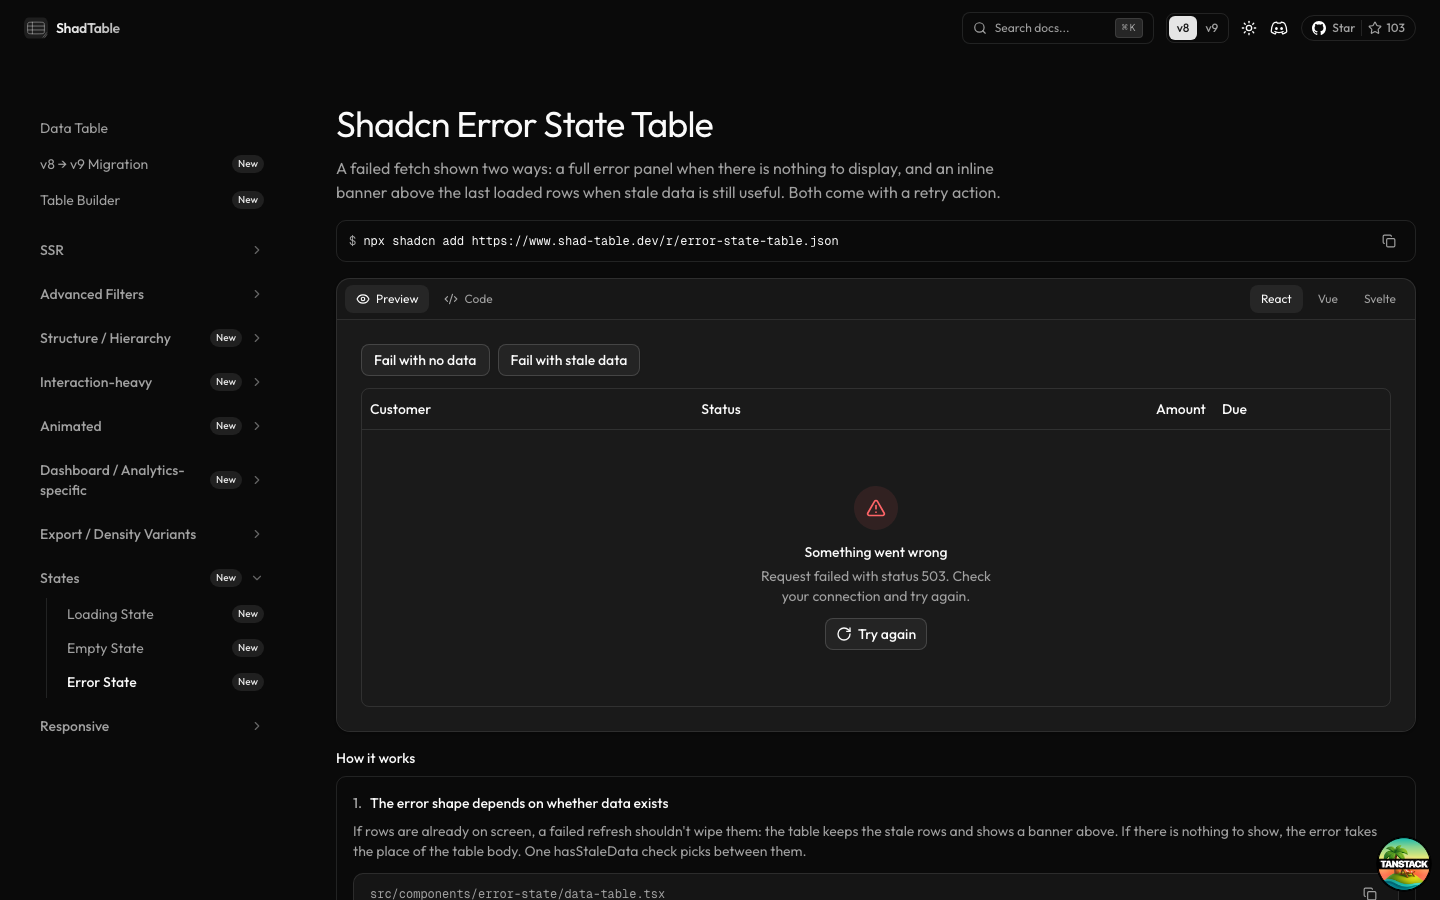 ShadTable
Search docs...
⌘K
v8
v9
Star
103
Data Table
v8 → v9 Migration
New
Table Builder
New
SSR
Advanced Filters
Structure / Hierarchy
New
Interaction-heavy
New
Animated
New
Dashboard / Analytics-
specific
New
Export / Density Variants
States
New
Loading State
New
Empty State
New
Error State
New
Responsive
Shadcn Error State Table
A failed fetch shown two ways: a full error panel when there is nothing to display, and an inline
banner above the last loaded rows when stale data is still useful. Both come with a retry action.
$ npx shadcn add https://www.shad-table.dev/r/error-state-table.json
Preview
Code
React
Vue
Svelte
Fail with no data
Fail with stale data
Customer
Status
Amount
Due
Something went wrong
Request failed with status 503. Check
your connection and try again.
Try again
How it works
1. The error shape depends on whether data exists
If rows are already on screen, a failed refresh shouldn't wipe them: the table keeps the stale rows and shows a banner above. If there is nothing to show, the error takes
the place of the table body. One hasStaleData check picks between them.
src/components/error-state/data-table.tsx
TANSTACK